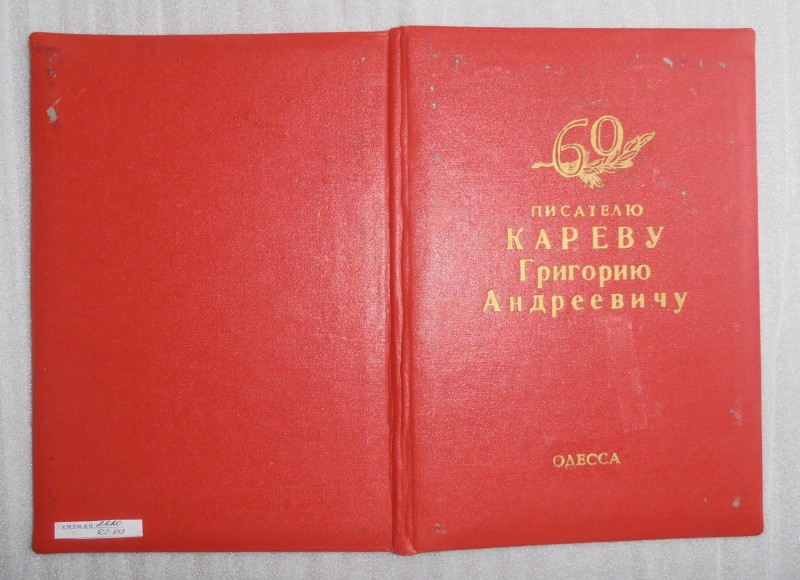 60
ПИСАТЕЛЮ
КАРЕВУ
Григорию
Андреевичу
ОДЕССА